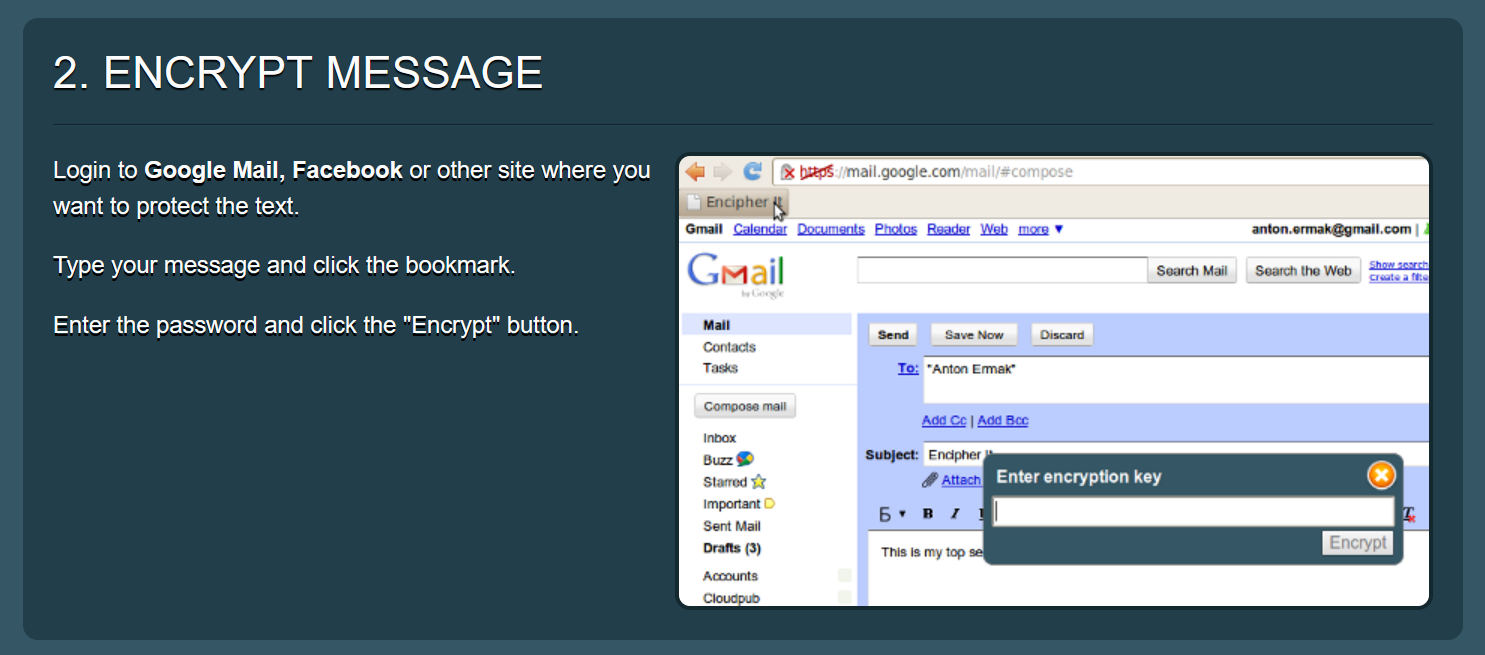 2. ENCRYPT MESSAGE
Login to Google Mail, Facebook or other site where you
want to protect the text.
Type your message and click the bookmark.
Enter the password and click the "Encrypt" button.
https://mail.google.com/mail/#compose
Encipher It
Gmail Calendar Documents Photos Reader Web more ▼ anton.ermak@gmail.com |
Gmail
by Google
Search Mail Search the Web
Show search
create a filte
Mail
Contacts
Tasks
Compose mail
Inbox
Buzz
Starred
Important
Sent Mail
Drafts (3)
Accounts
Cloudpub
Send Save Now Discard
To: "Anton Ermak"
Add Cc | Add Bcc
Subject: Encipher It
Attach
Б ▾ B I
This is my top se
Enter encryption key
Encrypt